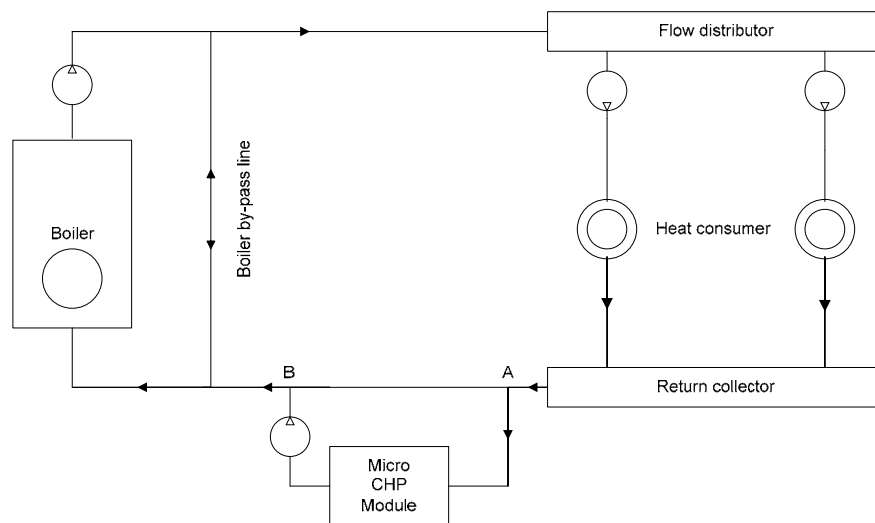 Flow distributor
Boiler by-pass line
Heat consumer
Boiler
B
A
Return collector
Micro
CHP
Module